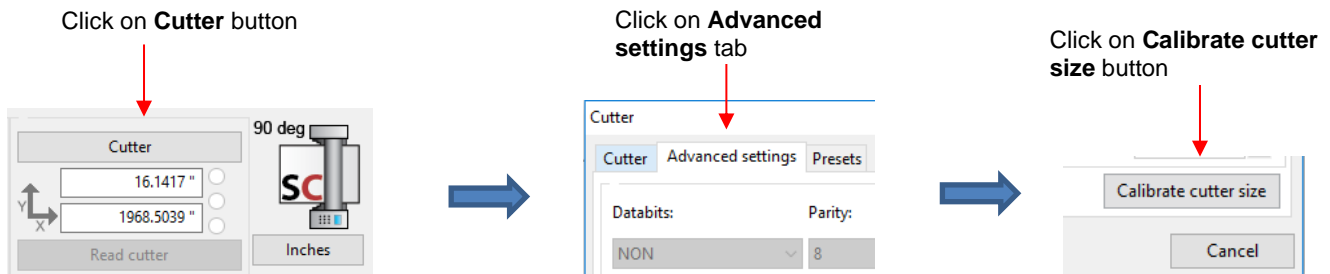 Click on Cutter button
Click on Advanced
settings tab
Click on Calibrate cutter
size button
Cutter
16.1417 "
1968.5039 "
Y
X
Read cutter
90 deg
SC
Inches
Cutter
Cutter Advanced settings Presets
Databits: Parity:
NON 8
Calibrate cutter size
Cancel